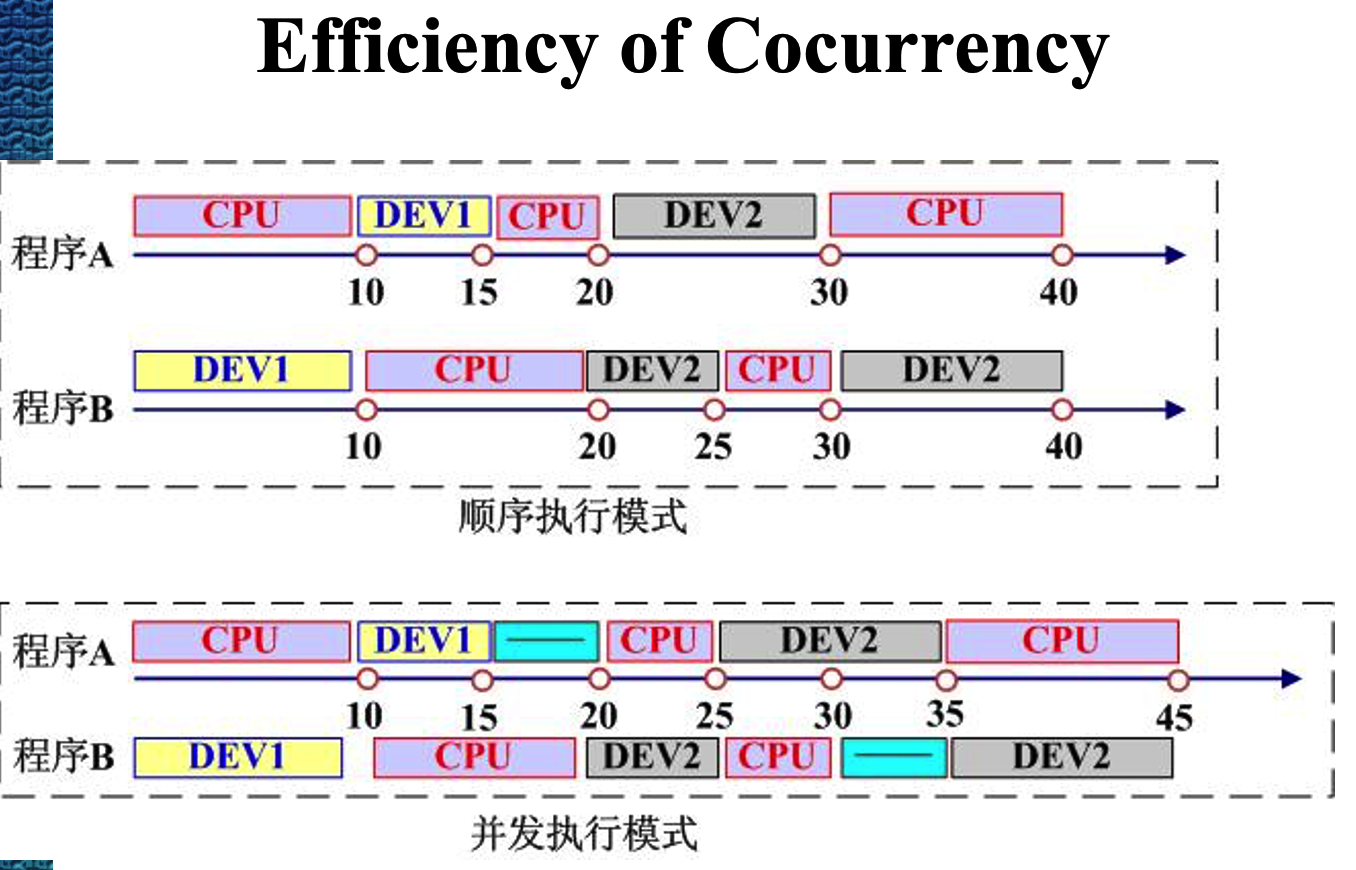 Efficiency of Cocurrency
CPU DEV1 CPU DEV2 CPU
程序A
10 15 20 30 40
DEV1 CPU DEV2 CPU DEV2
程序B
10 20 25 30 40
顺序执行模式
CPU DEV1 CPU DEV2 CPU
程序A
10 15 20 25 30 35 45
程序B DEV1 CPU DEV2 CPU DEV2
并发执行模式